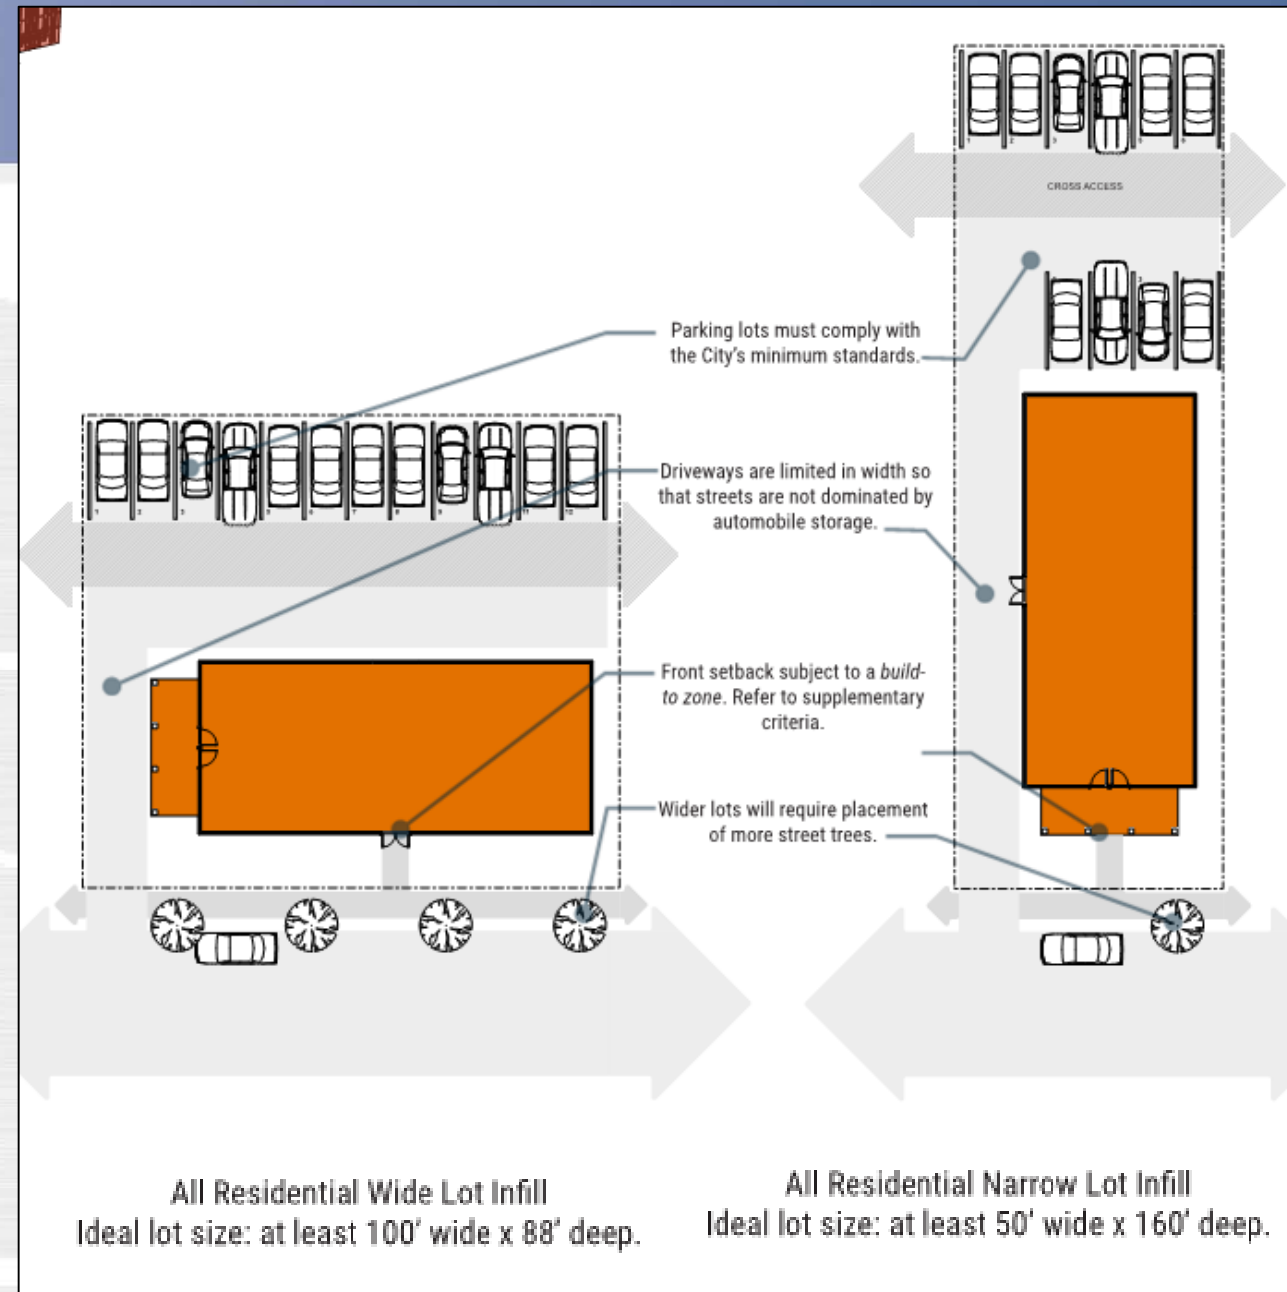 CROSS ACCESS
Parking lots must comply with
the City's minimum standards.
Driveways are limited in width so
that streets are not dominated by
automobile storage.
Front setback subject to a build-
to zone. Refer to supplementary
criteria.
Wider lots will require placement
of more street trees.
All Residential Wide Lot Infill
Ideal lot size: at least 100' wide x 88' deep.
All Residential Narrow Lot Infill
Ideal lot size: at least 50' wide x 160' deep.